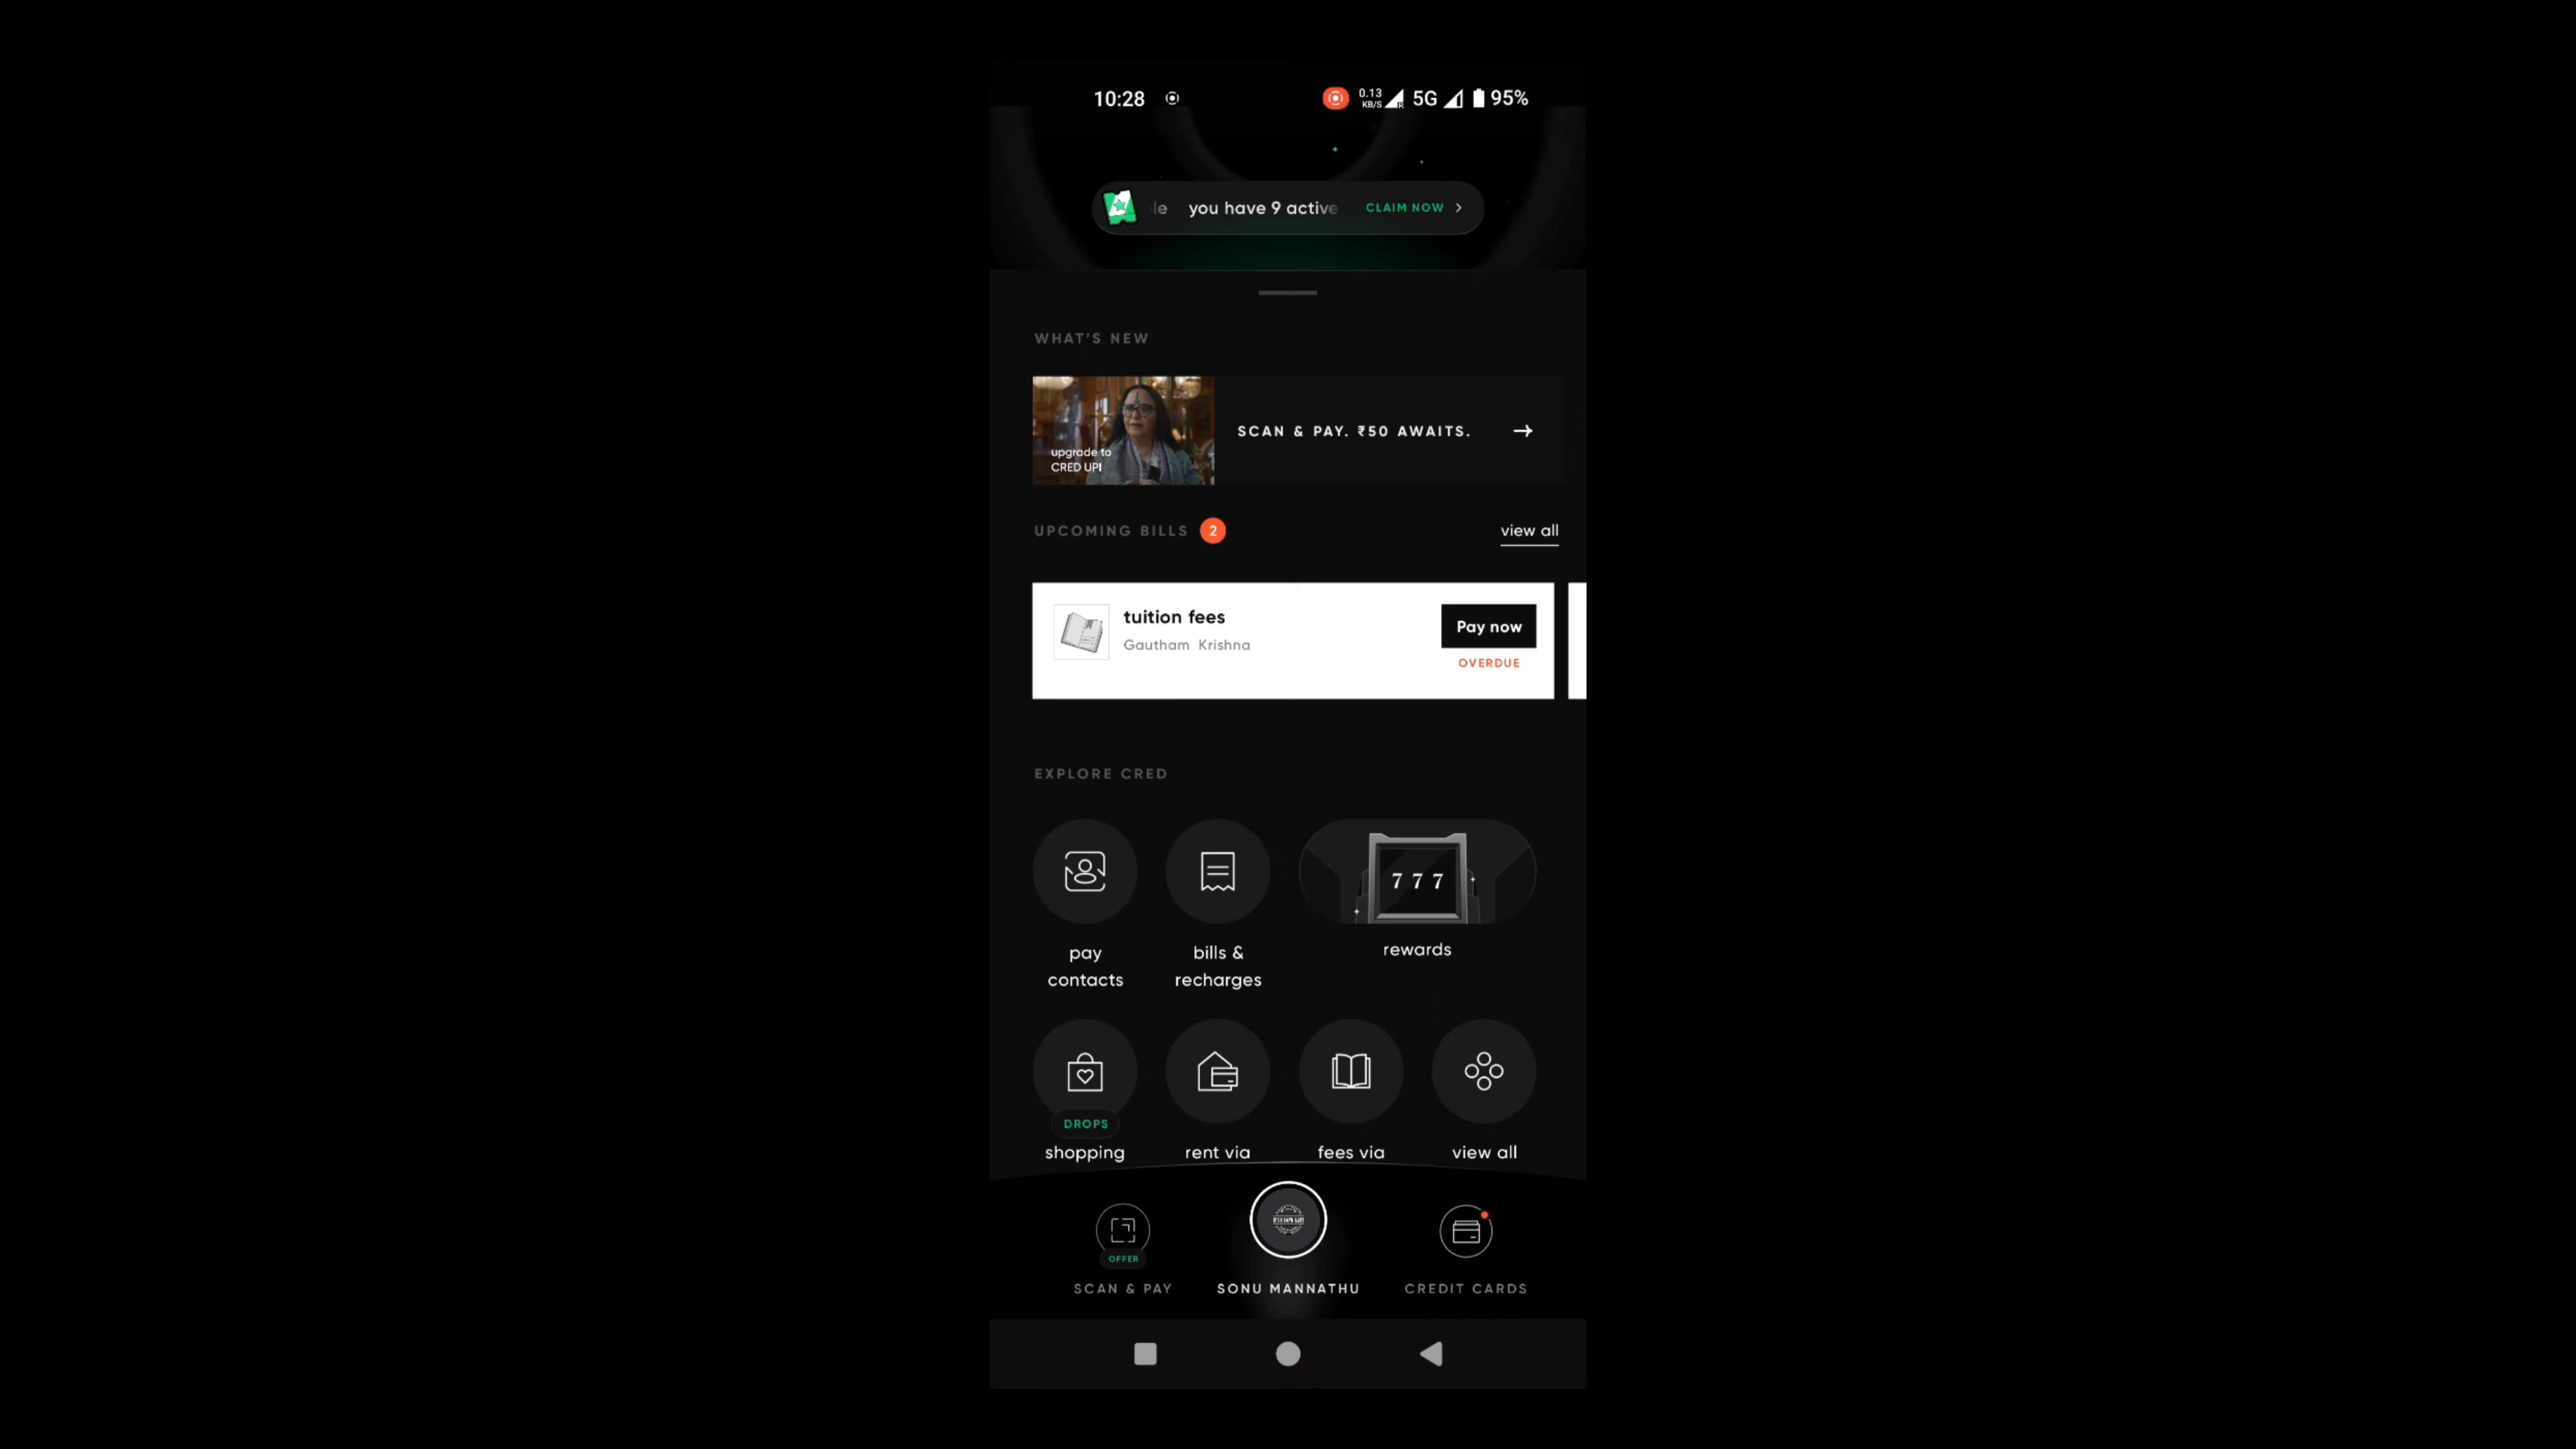 10:28
0.13
KB/S
5G
95%
le you have 9 active
CLAIM NOW
WHAT'S NEW
upgrade to
CRED UPI
SCAN & PAY. ₹50 AWAITS.
UPCOMING BILLS 2
view all
tuition fees
Gautham Krishna
Pay now
OVERDUE
EXPLORE CRED
777
pay
contacts
bills &
recharges
rewards
DROPS
shopping
rent via
fees via
view all
OFFER
SCAN & PAY
SONU MANNATHU
CREDIT CARDS